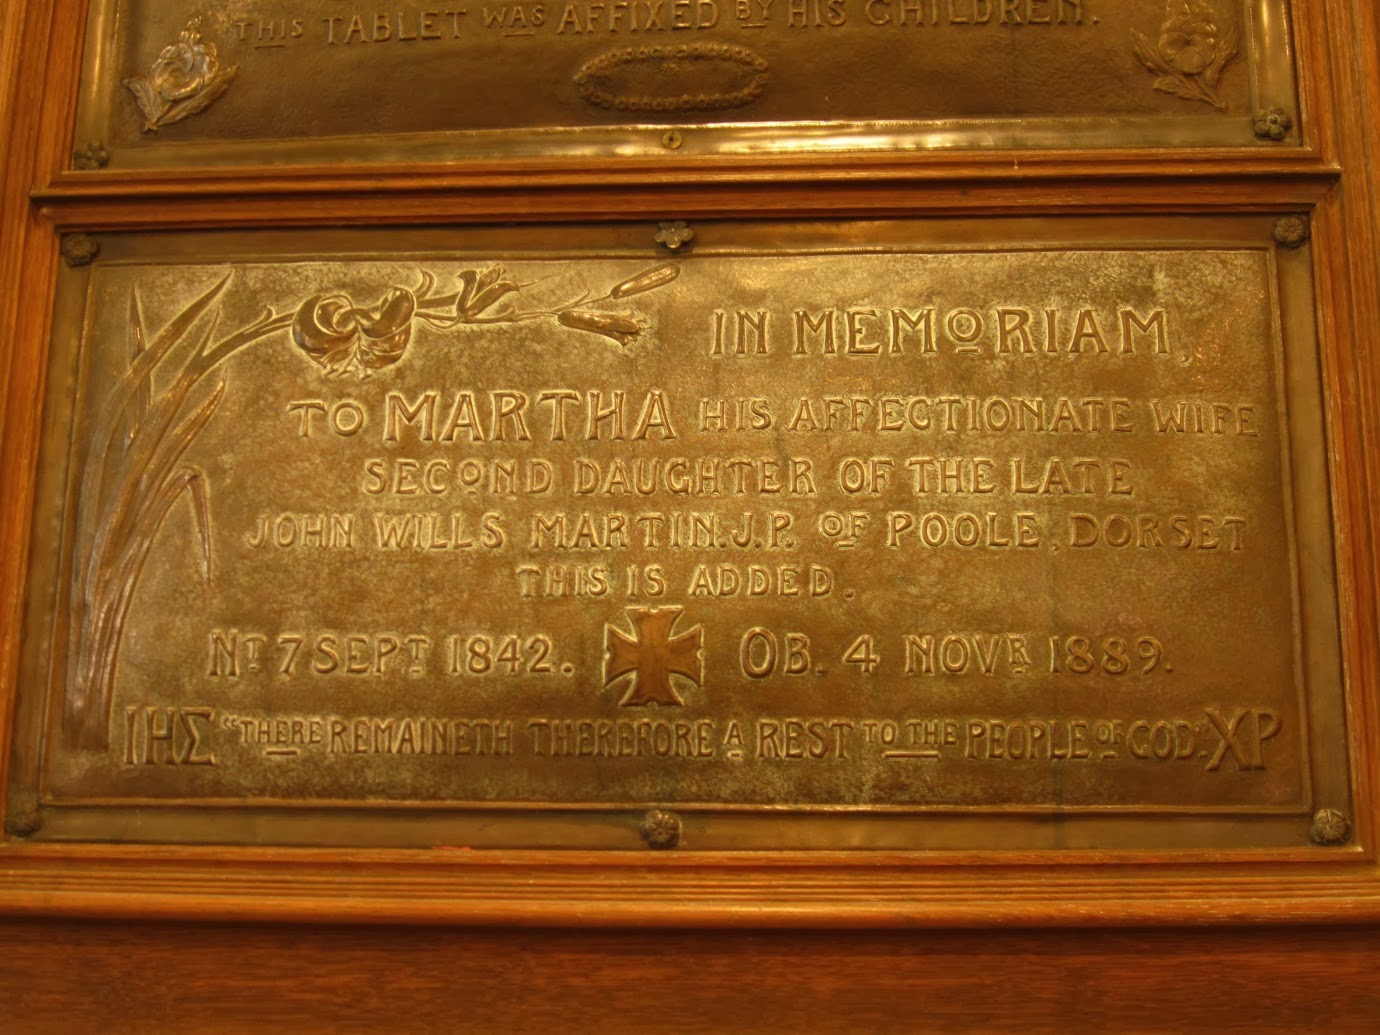 THIS TABLET WAS AFFIXED BY HIS CHILDREN.
IN MEMORIAM,
TO MARTHA HIS AFFECTIONATE WIFE
SECOND DAUGHTER OF THE LATE
JOHN WILLS MARTIN. J.P. OF POOLE, DORSET
THIS IS ADDED.
NT. 7 SEPT 1842. OB. 4 NOVR 1889.
ΙΗΣ "THERE REMAINETH THEREFORE A REST TO THE PEOPLE OF GOD". ΧΡ